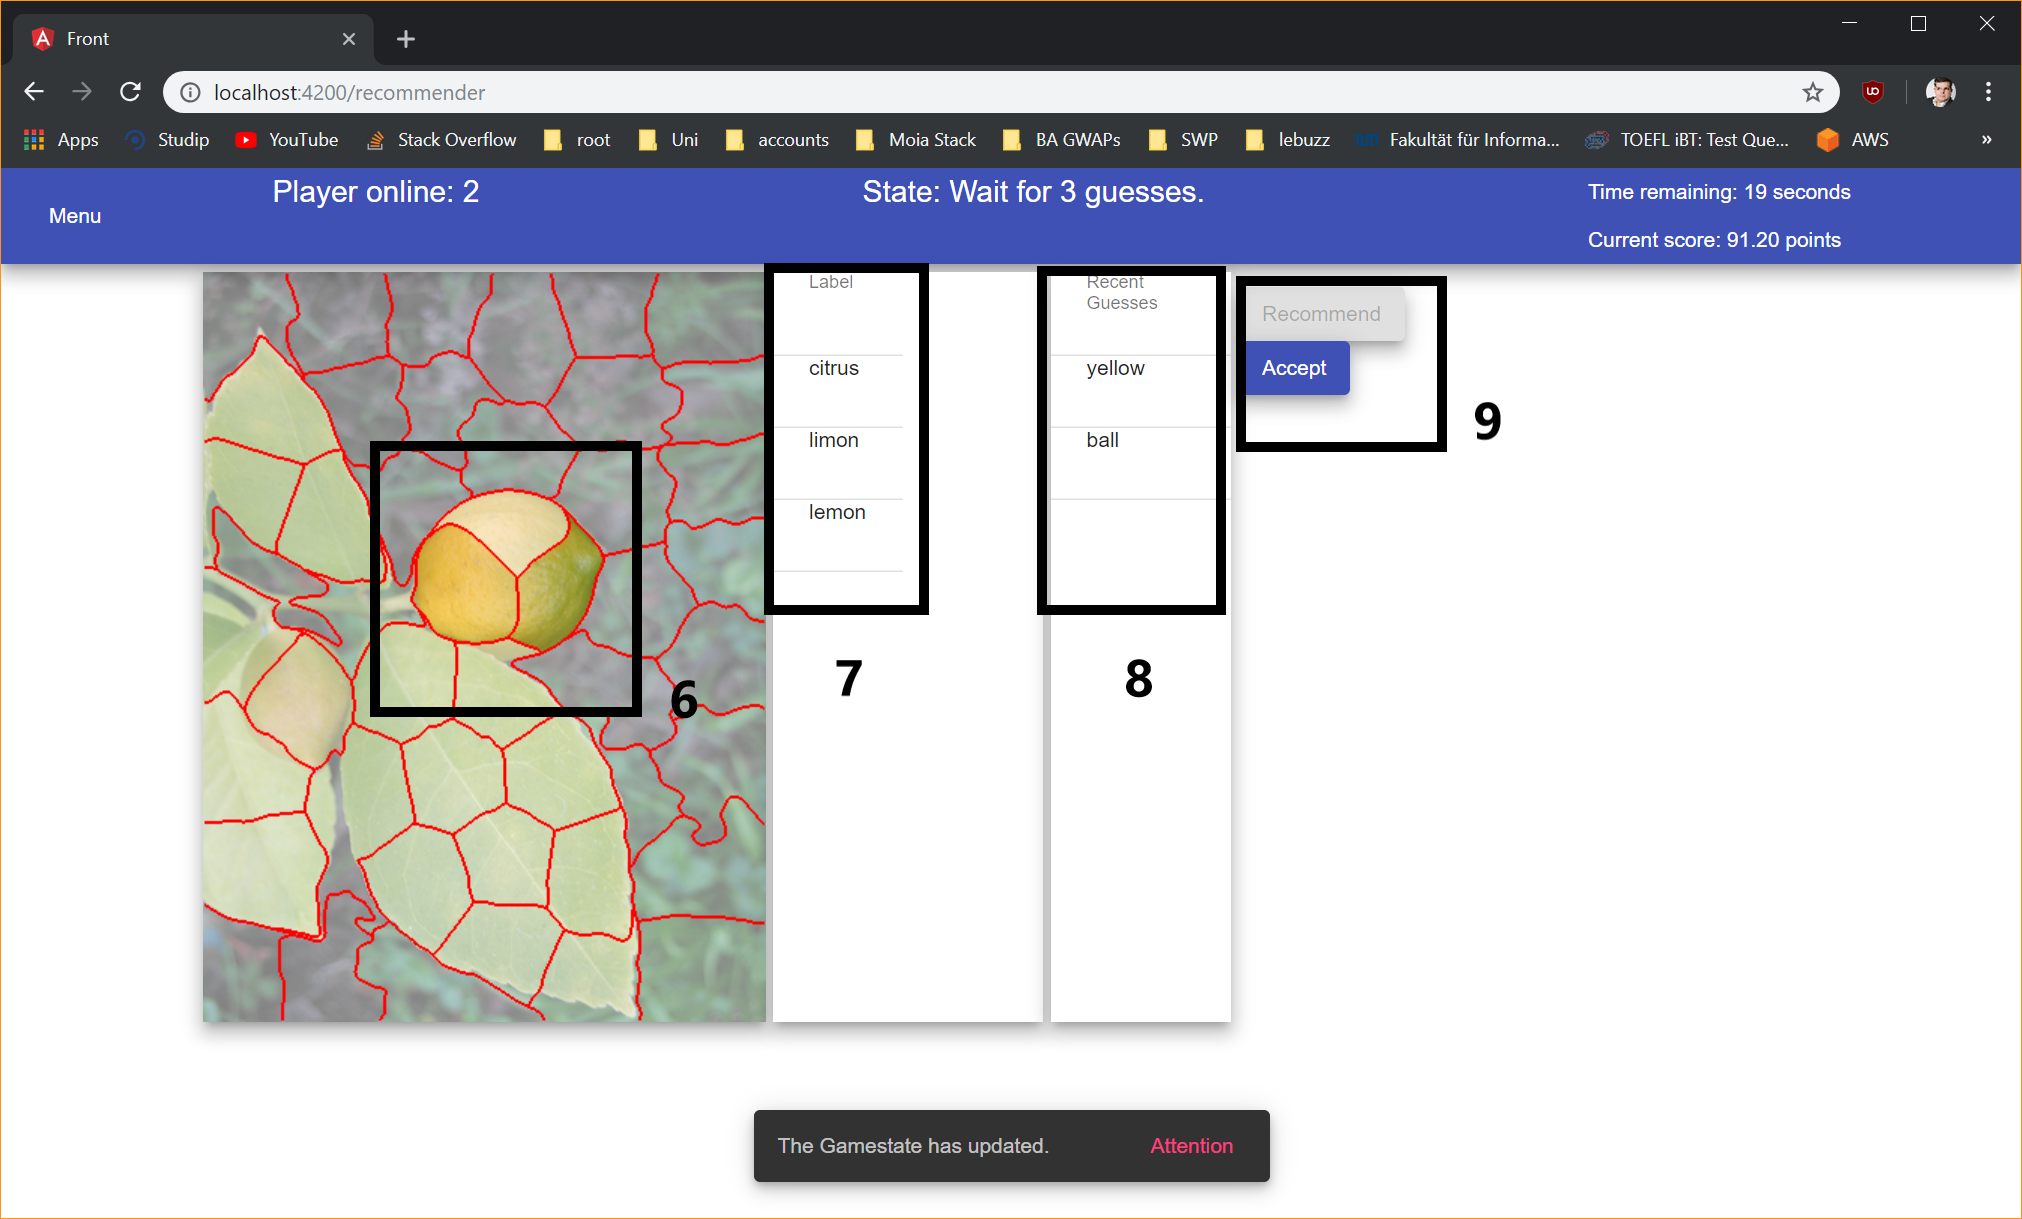 Front
localhost:4200/recommender
Apps Studip YouTube Stack Overflow root Uni accounts Moia Stack BA GWAPs SWP lebuzz Fakultät für Informa... TOEFL iBT: Test Que... AWS »
Menu
Player online: 2
State: Wait for 3 guesses.
Time remaining: 19 seconds
Current score: 91.20 points
6
Label
citrus
limon
lemon
7
Recent
Guesses
yellow
ball
8
Recommend
Accept
9
The Gamestate has updated. Attention